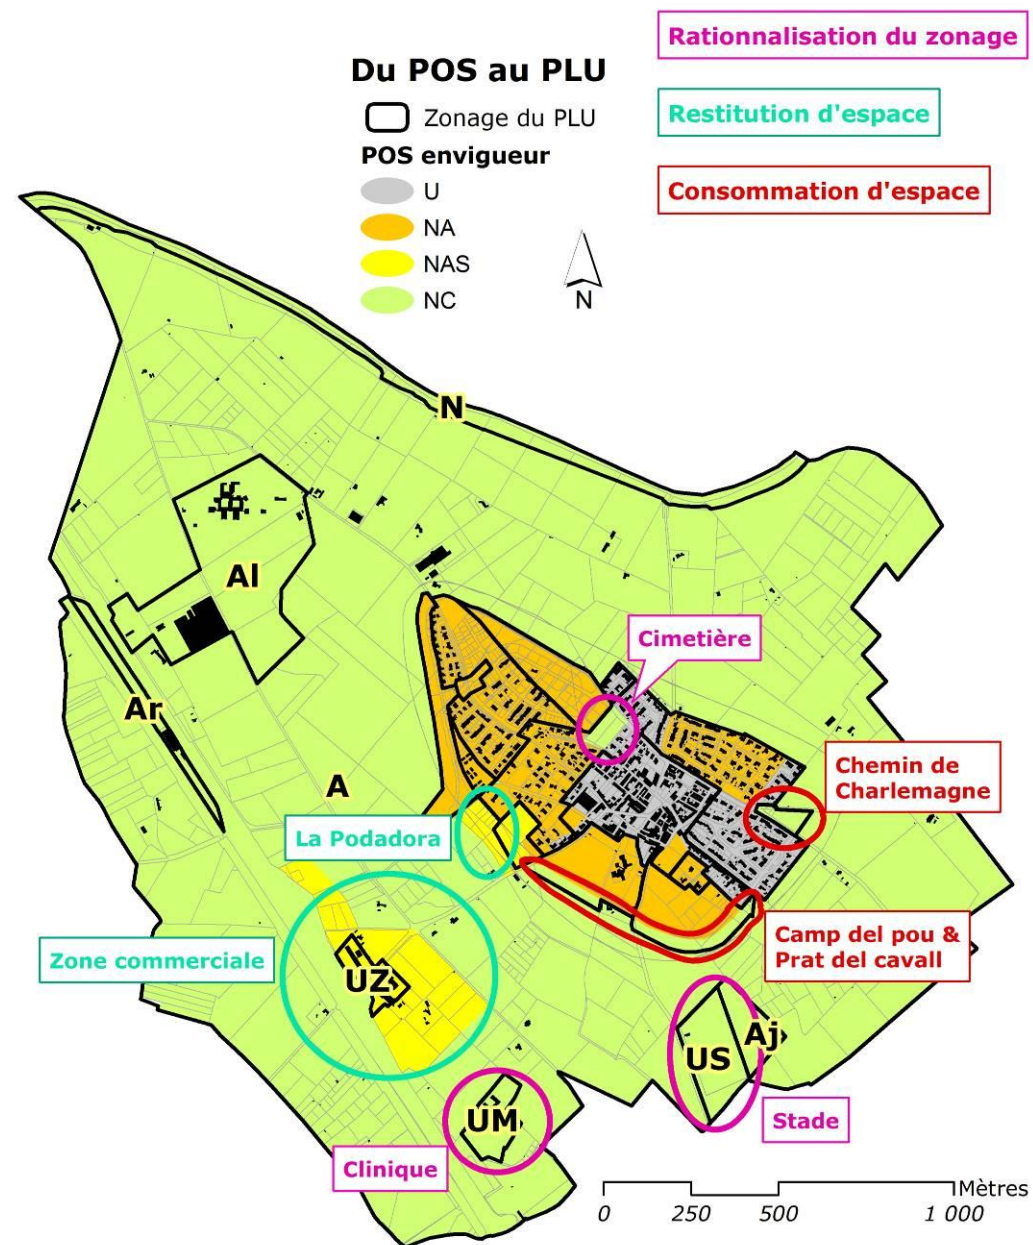 Rationnalisation du zonage
Du POS au PLU
Zonage du PLU
Restitution d'espace
POS envigueur
U
Consommation d'espace
NA
NAS
NC
N
N
Al
Cimetière
Ar
Chemin de
Charlemagne
A
La Podadora
Camp del pou &
Prat del cavall
Zone commerciale
UZ
Aj
US
UM
Stade
Clinique
Mètres
0
250
500
1 000